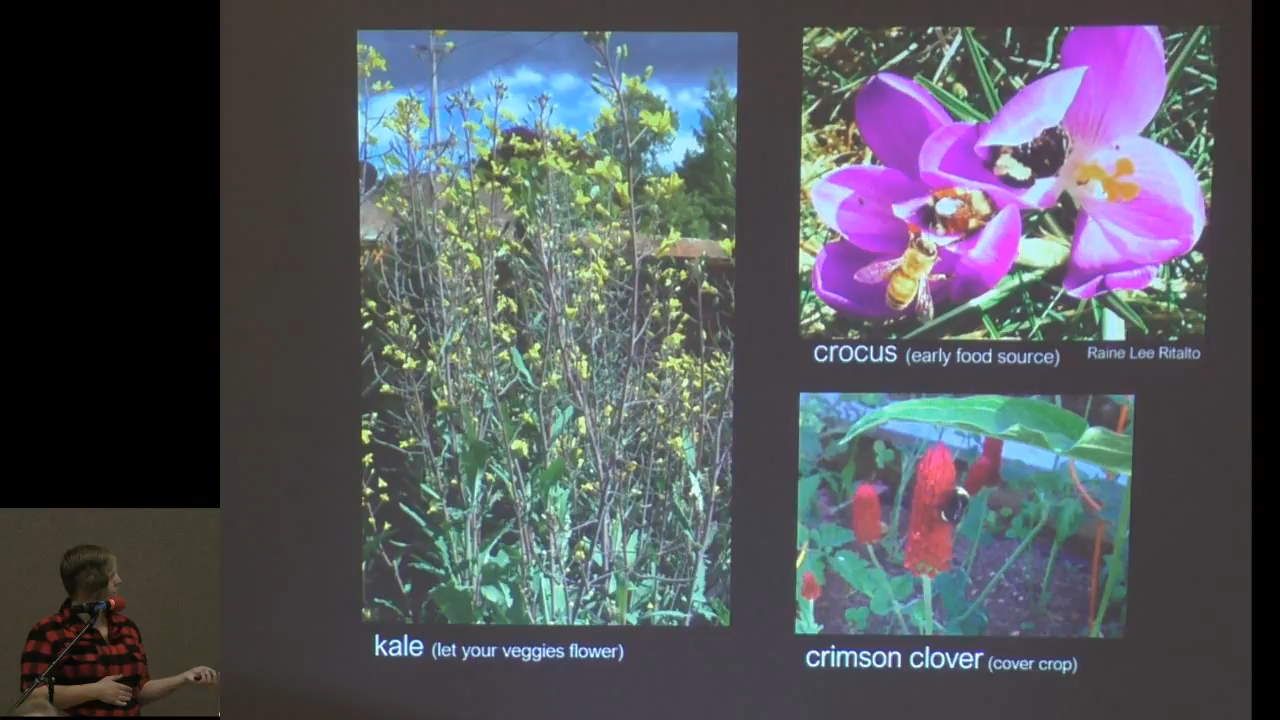 kale (let your veggies flower)
crocus (early food source)
Raine Lee Ritalto
crimson clover (cover crop)